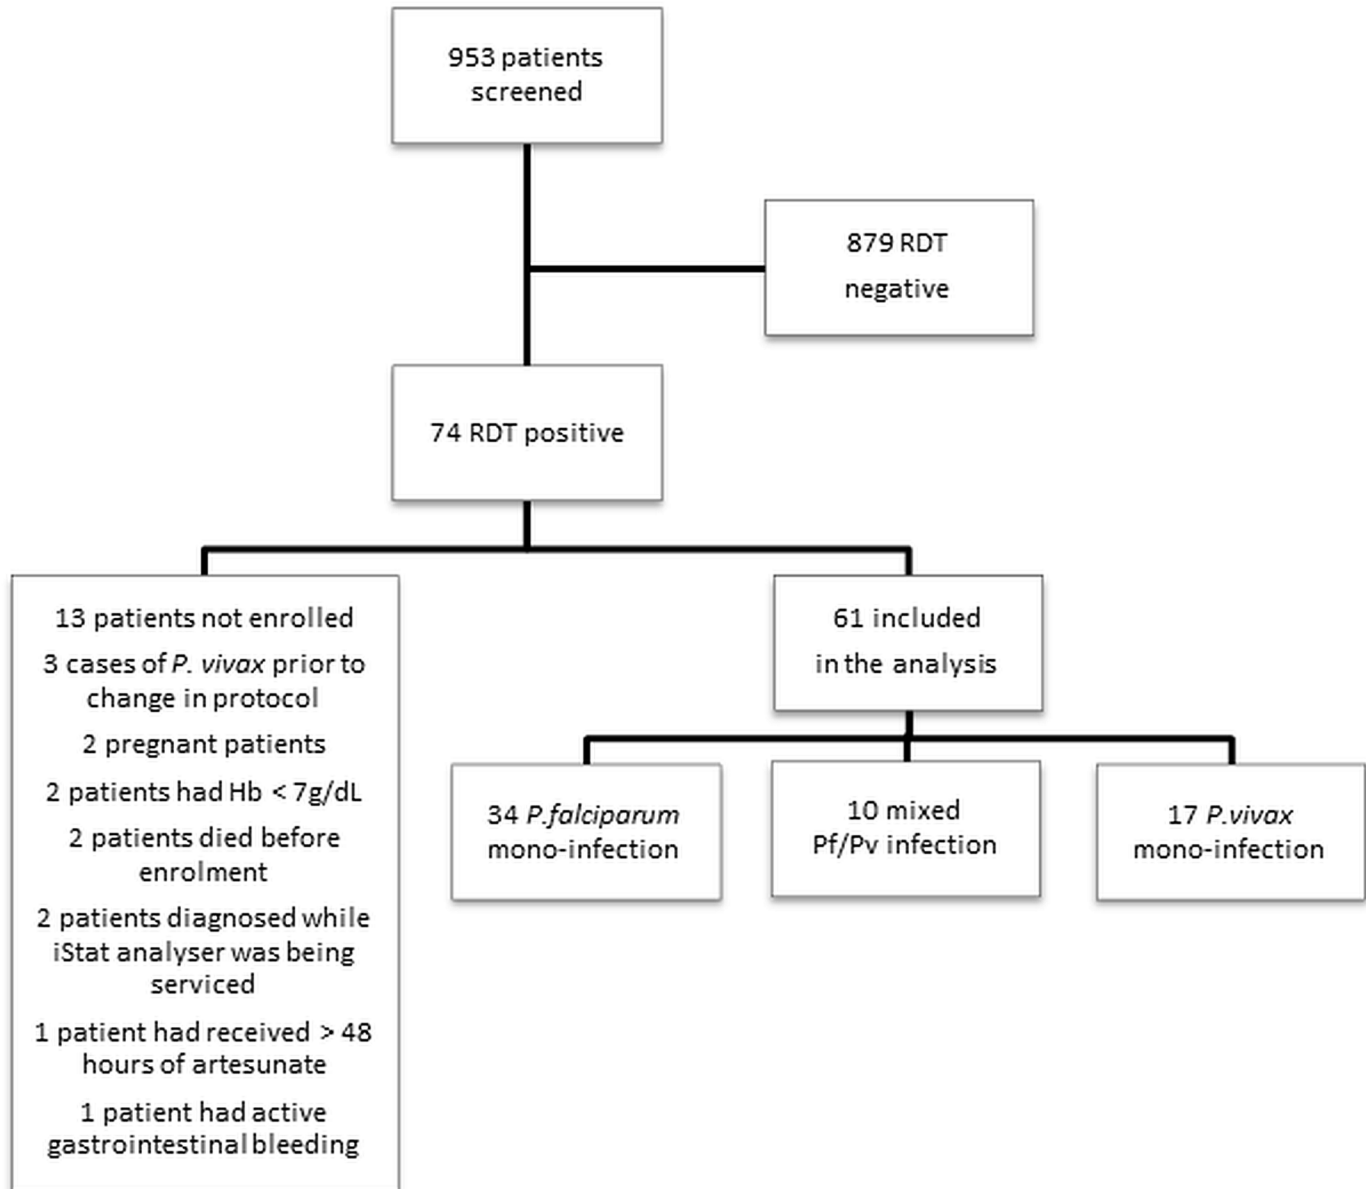 953 patients
screened
879 RDT
negative
74 RDT positive
13 patients not enrolled
3 cases of P. vivax prior to
change in protocol
2 pregnant patients
2 patients had Hb < 7g/dL
2 patients died before
enrolment
2 patients diagnosed while
iStat analyser was being
serviced
1 patient had received > 48
hours of artesunate
1 patient had active
gastrointestinal bleeding
61 included
in the analysis
34 P.falciparum
mono-infection
10 mixed
Pf/Pv infection
17 P.vivax
mono-infection